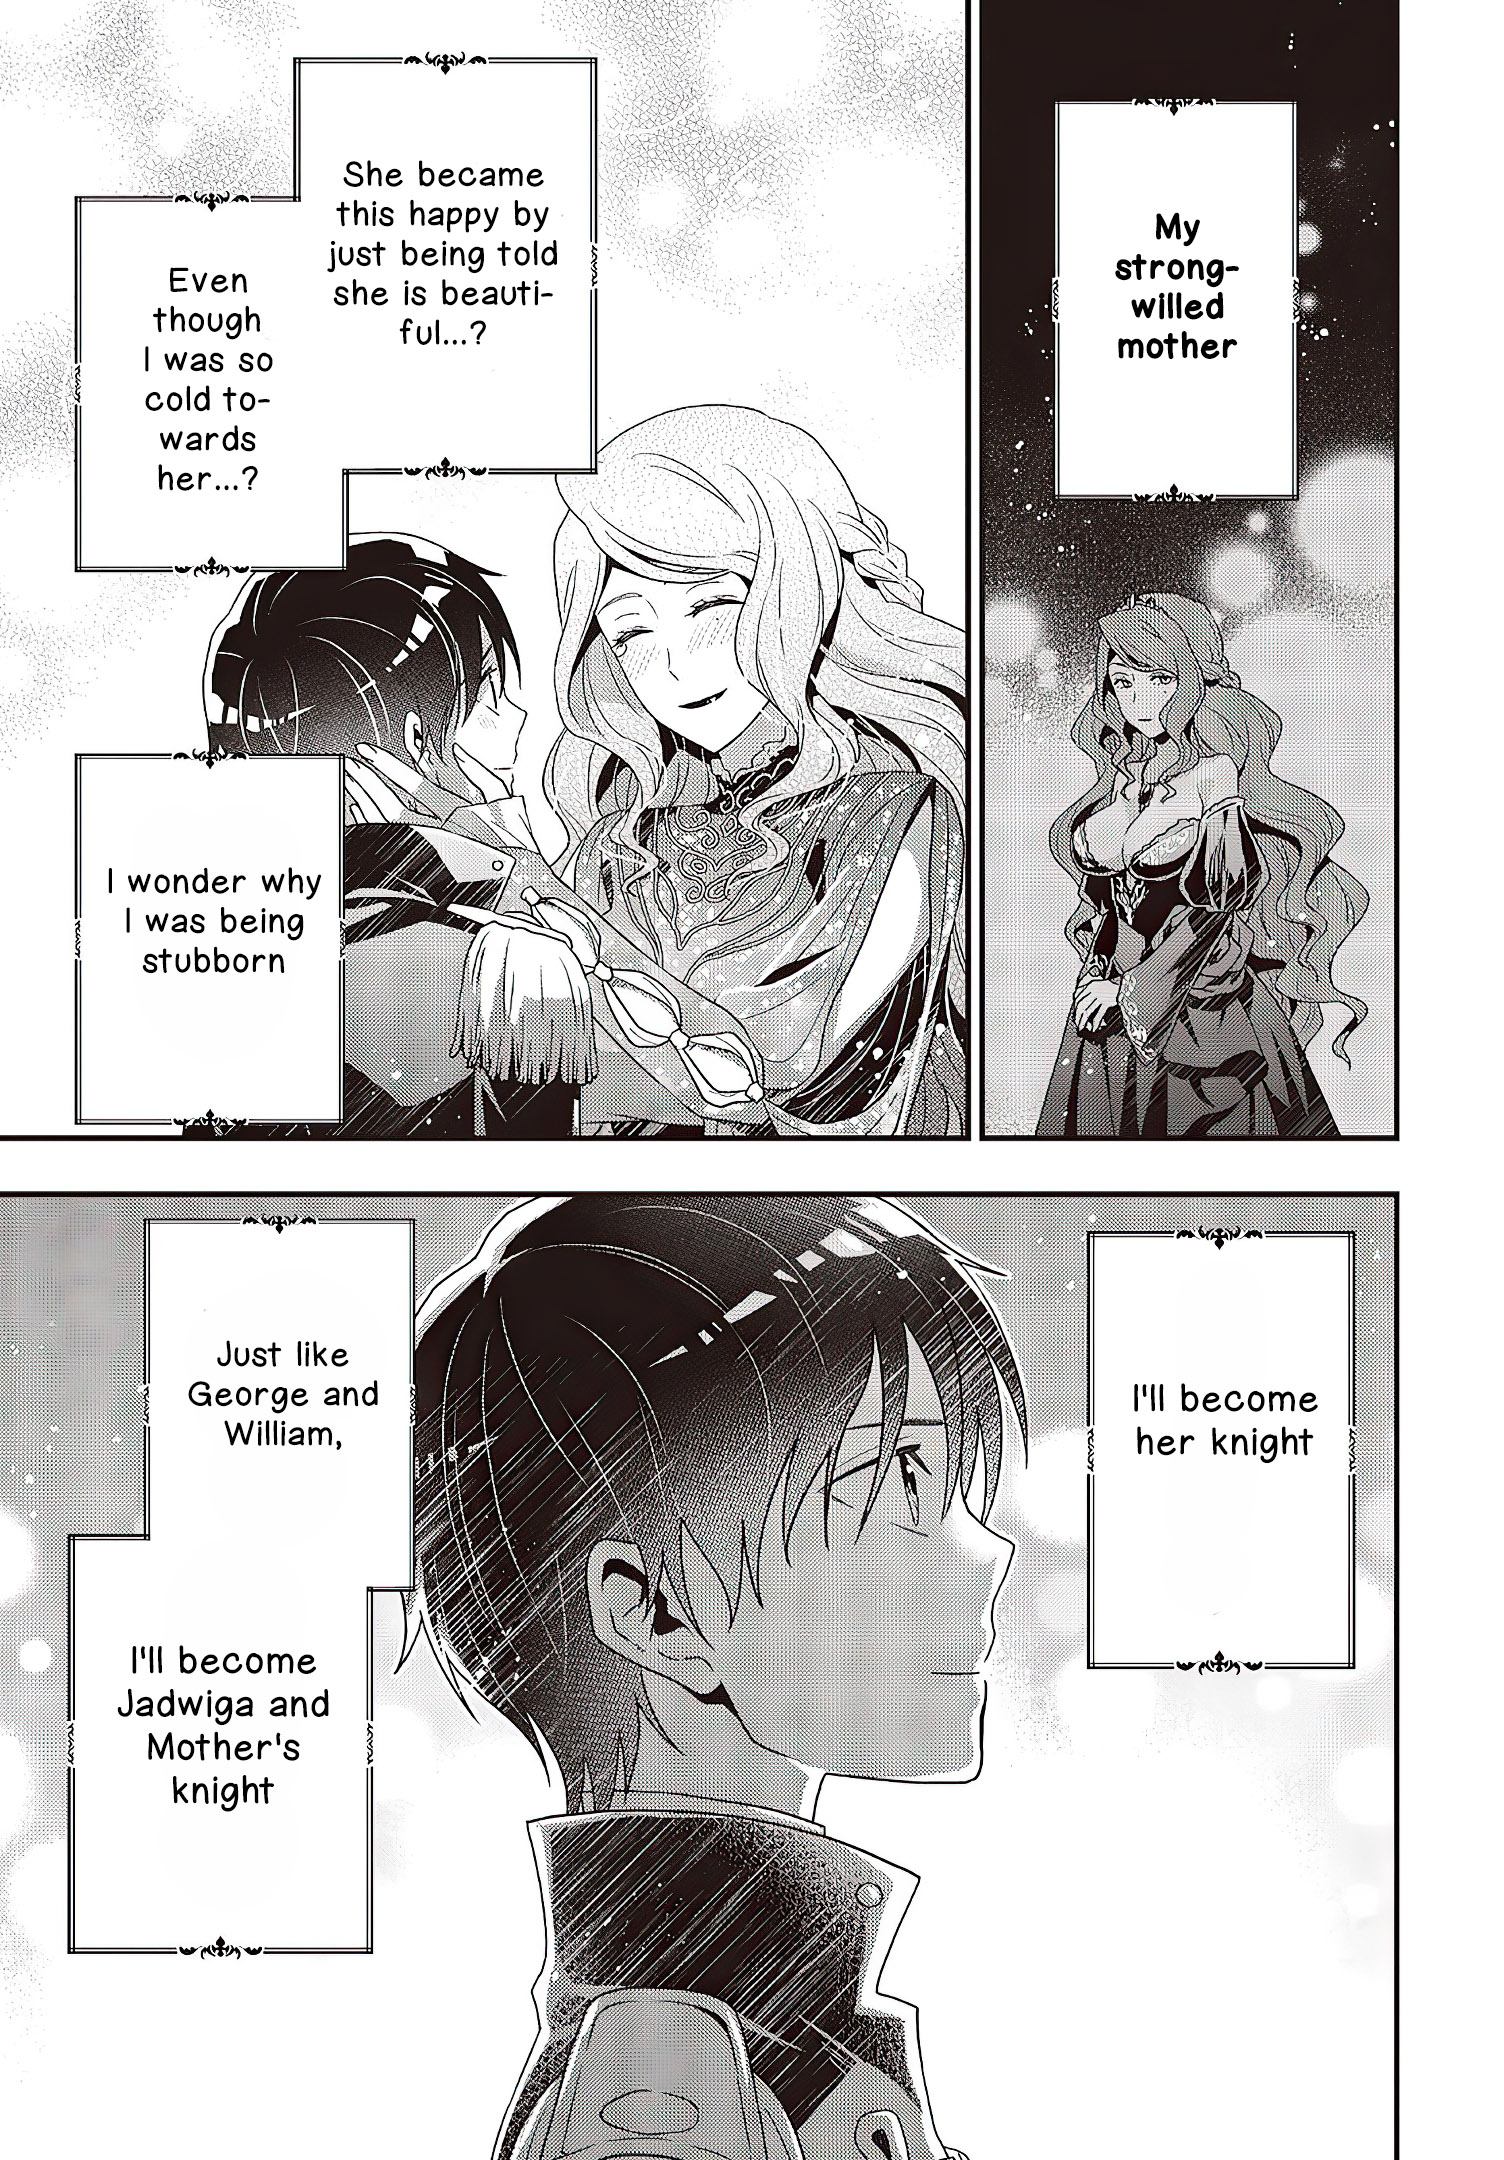 My
strong-
willed
mother
She became
this happy by
just being told
she is beauti-
ful...?
Even
though
I was so
cold to-
wards
her...?
I wonder why
I was being
stubborn
I'll become
her knight
Just like
George and
William,
I'll become
Jadwiga and
Mother's
knight